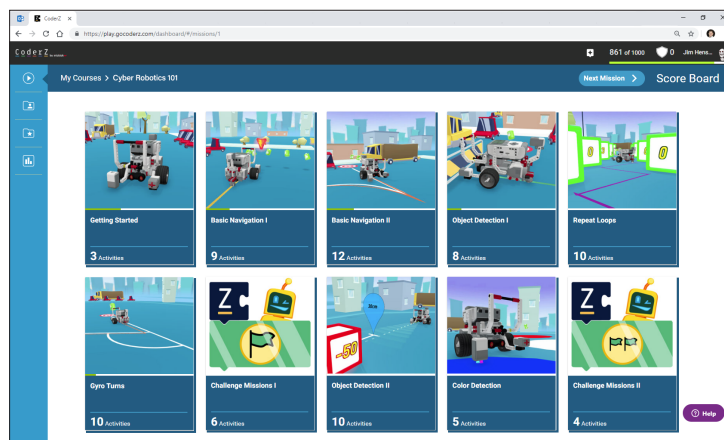 CoderZ
https://play.gocoderz.com/dashboard/#/missions/1
CoderZ
861 of 1000
0
Jim Hens...
My Courses > Cyber Robotics 101
Next Mission >
Score Board
Getting Started
3 Activities
Basic Navigation I
9 Activities
Basic Navigation II
12 Activities
Object Detection I
8 Activities
0
0
Repeat Loops
10 Activities
Gyro Turns
10 Activities
Z
Challenge Missions I
6 Activities
-50
Object Detection II
10 Activities
Color Detection
5 Activities
Z
Challenge Missions II
4 Activities
Help